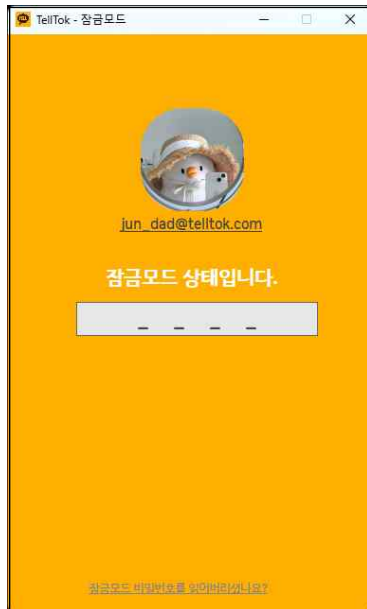 TellTok - 잠금모드
jun_dad@telltok.com
잠금모드 상태입니다.
_ _ _ _
잠금모드 비밀번호를 잃어버리셨나요?